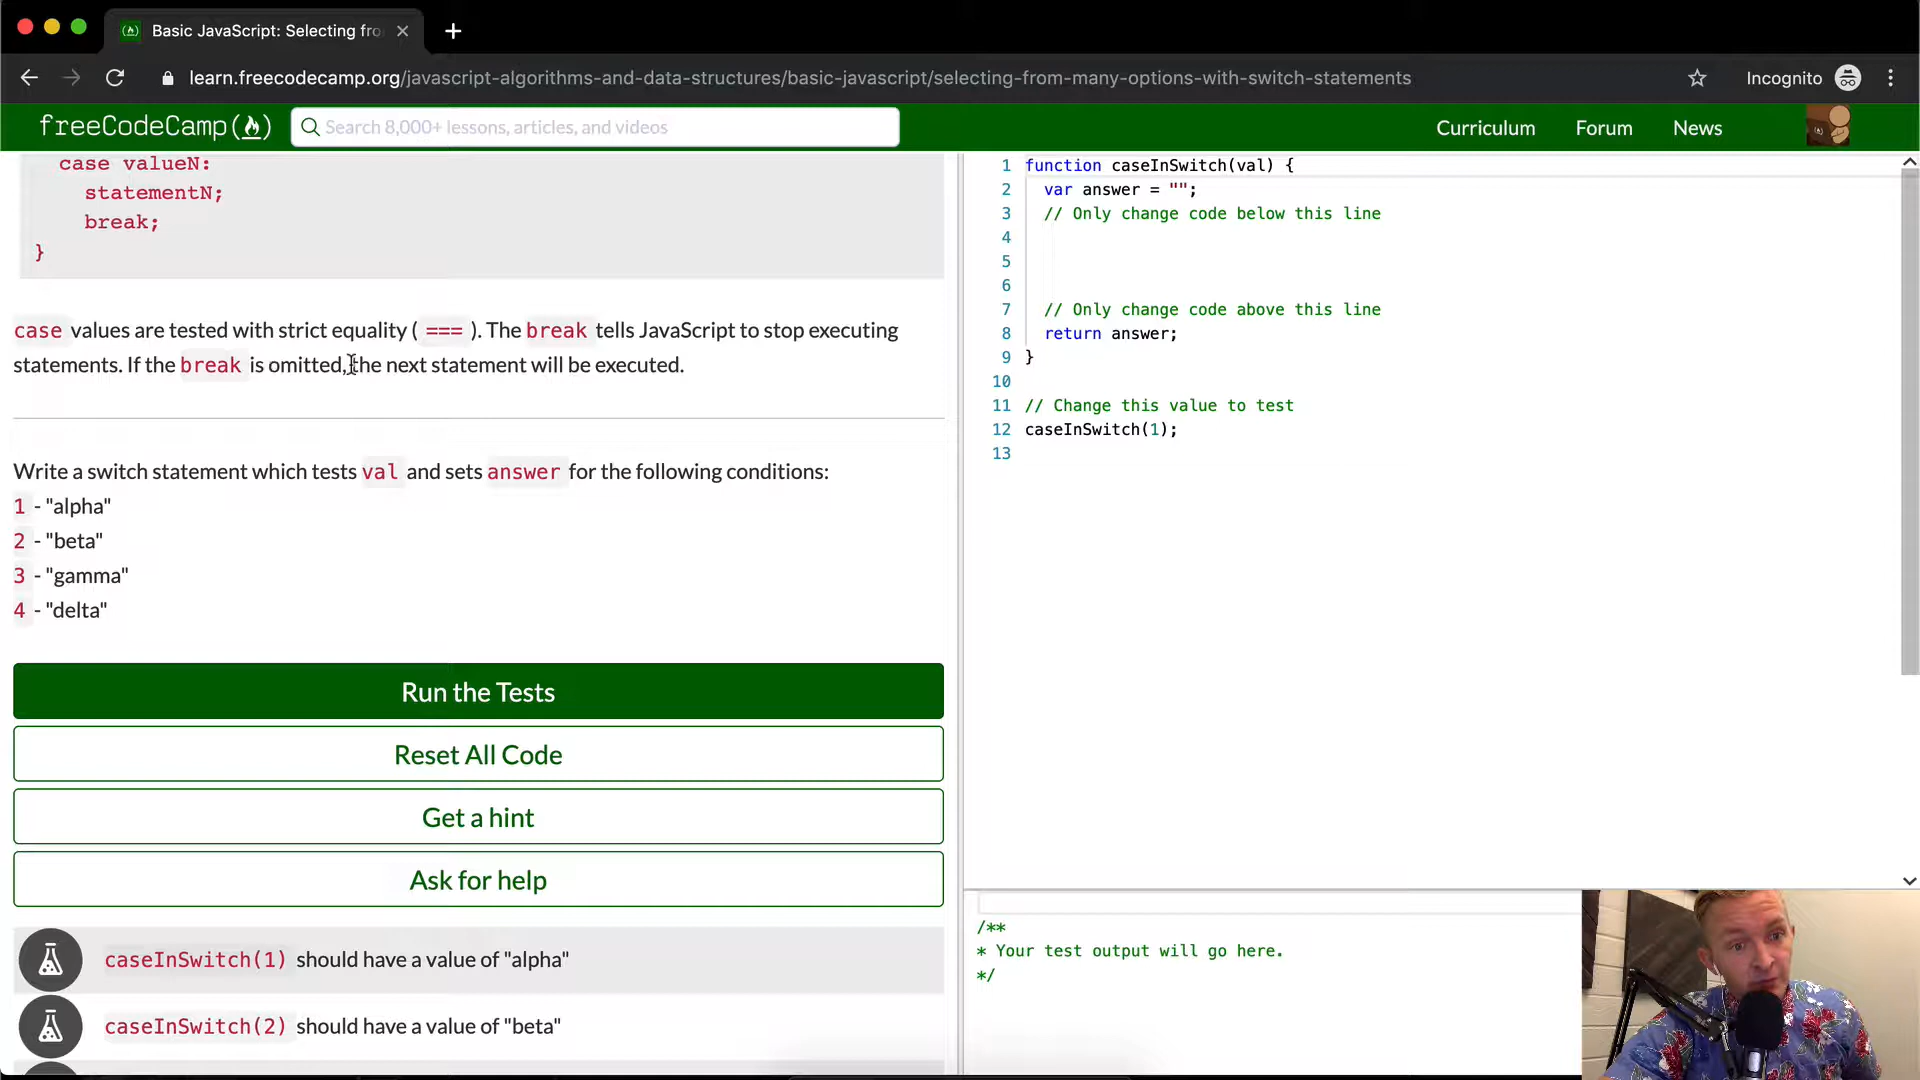 Basic JavaScript: Selecting fro
learn.freecodecamp.org/javascript-algorithms-and-data-structures/basic-javascript/selecting-from-many-options-with-switch-statements
Incognito
freeCodeCamp
Search 8,000+ lessons, articles, and videos
Curriculum
Forum
News
case valueN:
statementN;
break;
}
case values are tested with strict equality ( === ). The break tells JavaScript to stop executing
statements. If the break is omitted, the next statement will be executed.
Write a switch statement which tests val and sets answer for the following conditions:
1 - "alpha"
2 - "beta"
3 - "gamma"
4 - "delta"
Run the Tests
Reset All Code
Get a hint
Ask for help
caseInSwitch(1) should have a value of "alpha"
caseInSwitch(2) should have a value of "beta"
1 function caseInSwitch(val) {
2 var answer = "";
3 // Only change code below this line
4
5
6
7 // Only change code above this line
8 return answer;
9 }
10
11 // Change this value to test
12 caseInSwitch(1);
13
/**
* Your test output will go here.
*/